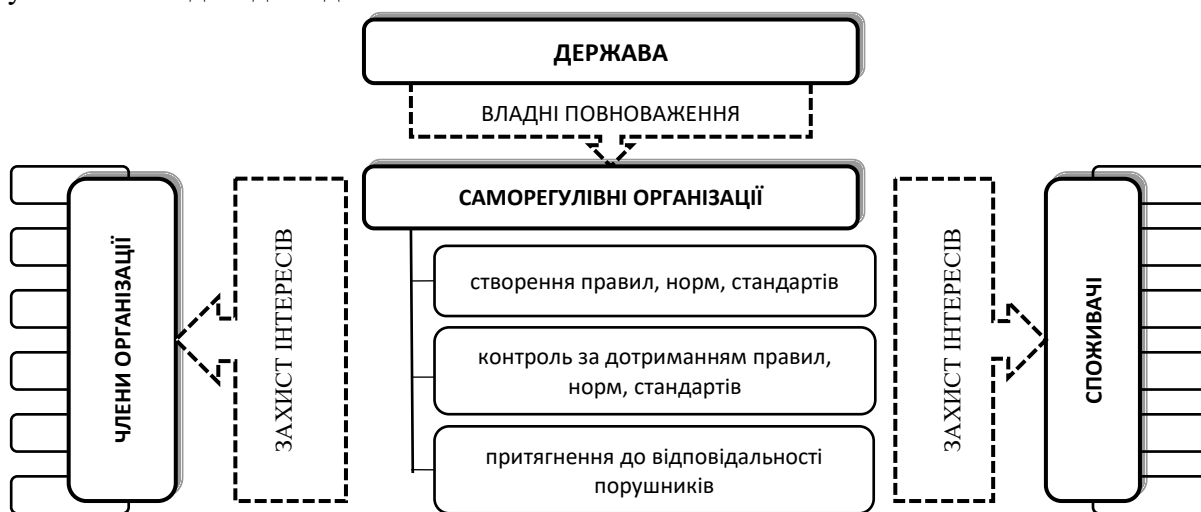 ДЕРЖАВА
ВЛАДНІ ПОВНОВАЖЕННЯ
САМОРЕГУЛІВНІ ОРГАНІЗАЦІЇ
ЧЛЕНИ ОРГАНІЗАЦІЇ
ЗАХИСТ ІНТЕРЕСІВ
створення правил, норм, стандартів
контроль за дотриманням правил,
норм, стандартів
притягнення до відповідальності
порушників
ЗАХИСТ ІНТЕРЕСІВ
СПОЖИВАЧІ